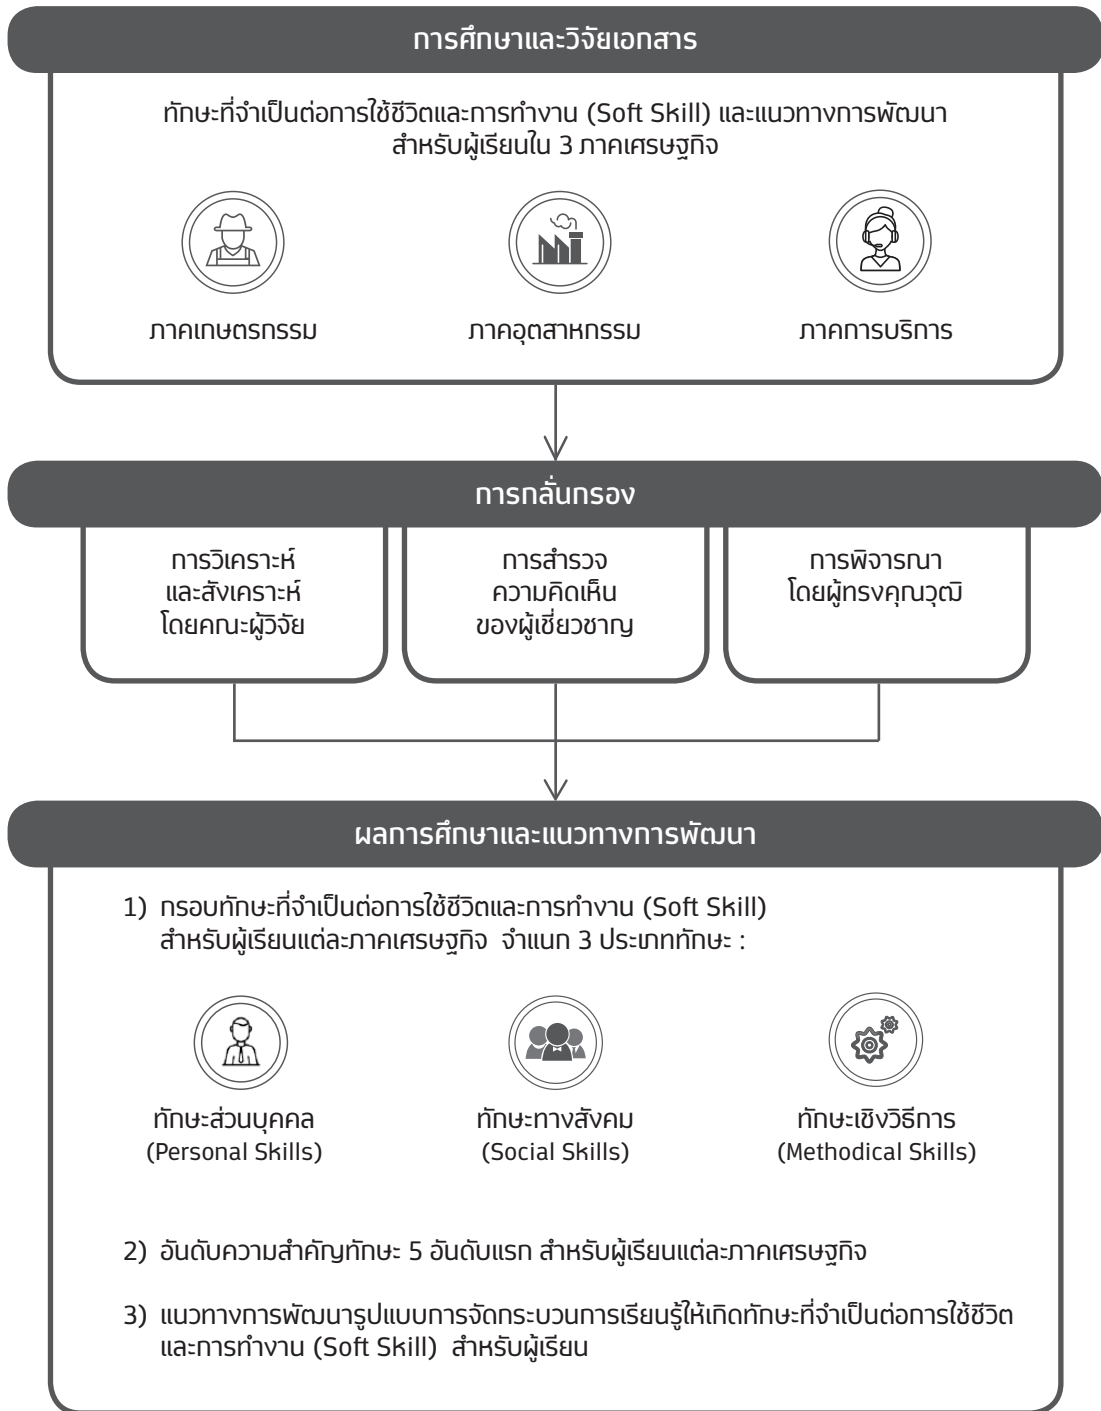 การศึกษาและวิจัยเอกสาร
ทักษะที่จำเป็นต่อการใช้ชีวิตและการทำงาน (Soft Skill) และแนวทางการพัฒนา
สำหรับผู้เรียนใน 3 ภาคเศรษฐกิจ
ภาคเกษตรกรรม
ภาคอุตสาหกรรม
ภาคการบริการ
การกลั่นกรอง
การวิเคราะห์
และสังเคราะห์
โดยคณะผู้วิจัย
การสำรวจ
ความคิดเห็น
ของผู้เชี่ยวชาญ
การพิจารณา
โดยผู้ทรงคุณวุฒิ
ผลการศึกษาและแนวทางการพัฒนา
1) กรอบทักษะที่จำเป็นต่อการใช้ชีวิตและการทำงาน (Soft Skill)
สำหรับผู้เรียนแต่ละภาคเศรษฐกิจ จำแนก 3 ประเภททักษะ :
ทักษะส่วนบุคคล
(Personal Skills)
ทักษะทางสังคม
(Social Skills)
ทักษะเชิงวิธีการ
(Methodical Skills)
2) อันดับความสำคัญทักษะ 5 อันดับแรก สำหรับผู้เรียนแต่ละภาคเศรษฐกิจ
3) แนวทางการพัฒนารูปแบบการจัดกระบวนการเรียนรู้ให้เกิดทักษะที่จำเป็นต่อการใช้ชีวิต
และการทำงาน (Soft Skill) สำหรับผู้เรียน